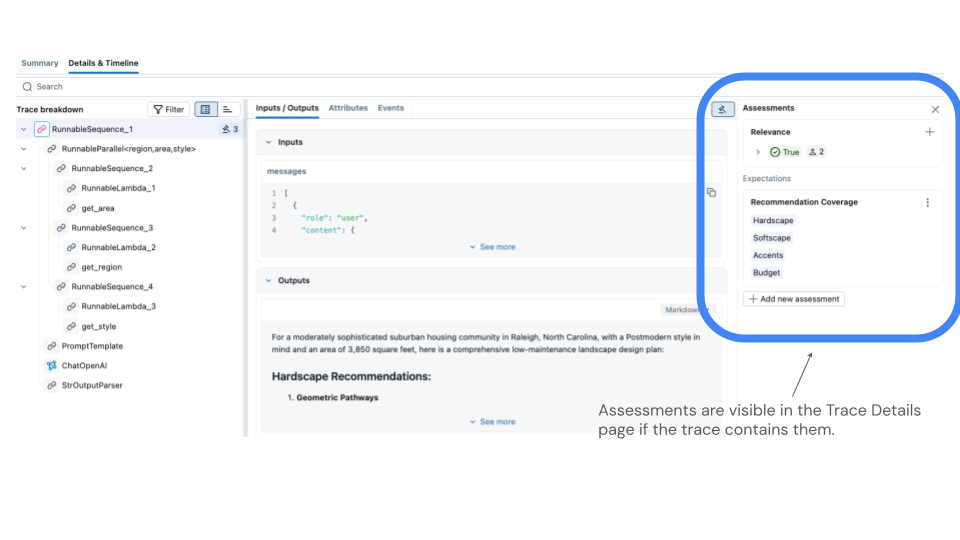 Summary Details & Timeline
Search
Trace breakdown Filter
RunnableSequence_1 3
RunnableParallel<region,area,style>
RunnableSequence_2
RunnableLambda_1
get_area
RunnableSequence_3
RunnableLambda_2
get_region
RunnableSequence_4
RunnableLambda_3
get_style
PromptTemplate
ChatOpenAI
StrOutputParser
Inputs / Outputs Attributes Events
Inputs
messages
1 [
2 {
3 "role": "user",
4 "content": {
See more
Outputs
Markdown
For a moderately sophisticated suburban housing community in Raleigh, North Carolina, with a Postmodern style in
mind and an area of 3,850 square feet, here is a comprehensive low-maintenance landscape design plan:
Hardscape Recommendations:
1. Geometric Pathways
See more
Assessments
Relevance
True 2
Expectations
Recommendation Coverage
Hardscape
Softscape
Accents
Budget
Add new assessment
Assessments are visible in the Trace Details
page if the trace contains them.